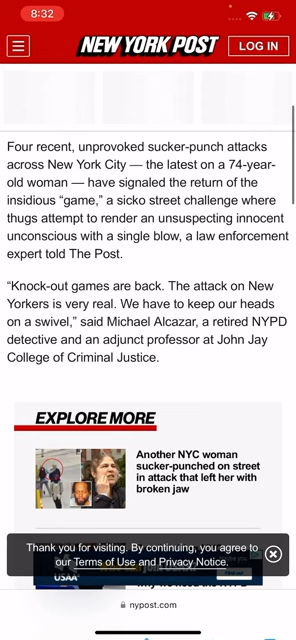 8:32
NEW YORK POST
LOG IN
Four recent, unprovoked sucker-punch attacks
across New York City — the latest on a 74-year-
old woman — have signaled the return of the
insidious “game,” a sicko street challenge where
thugs attempt to render an unsuspecting innocent
unconscious with a single blow, a law enforcement
expert told The Post.
“Knock-out games are back. The attack on New
Yorkers is very real. We have to keep our heads
on a swivel,” said Michael Alcazar, a retired NYPD
detective and an adjunct professor at John Jay
College of Criminal Justice.
EXPLORE MORE
Another NYC woman
sucker-punched on street
in attack that left her with
broken jaw
Thank you for visiting. By continuing, you agree to
our Terms of Use and Privacy Notice.
USAA
nypost.com